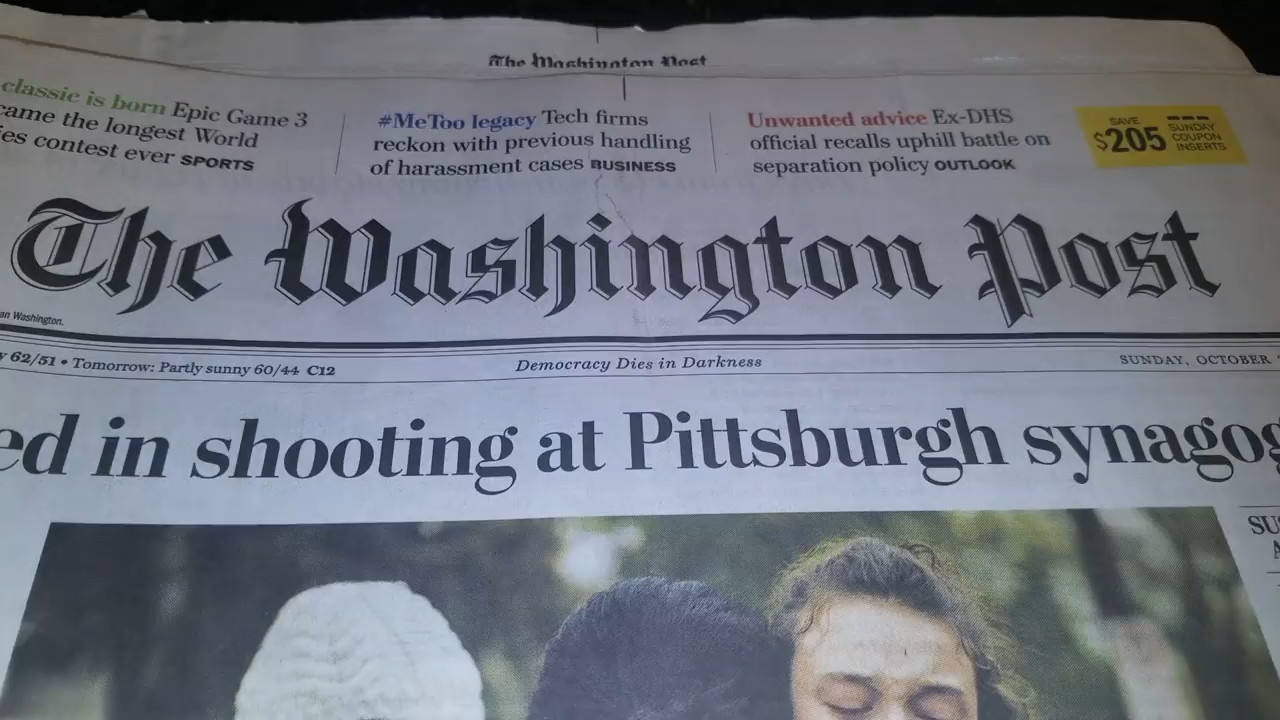 The Washington Post
classic is born Epic Game 3
came the longest World
ies contest ever SPORTS
#MeToo legacy Tech firms
reckon with previous handling
of harassment cases BUSINESS
Unwanted advice Ex-DHS
official recalls uphill battle on
separation policy OUTLOOK
SAVE
$205
SUNDAY
COUPON
INSERTS
The Washington Post
an Washington.
y 62/51 • Tomorrow: Partly sunny 60/44 C12
Democracy Dies in Darkness
SUNDAY, OCTOBER
ed in shooting at Pittsburgh synagog
SU
A